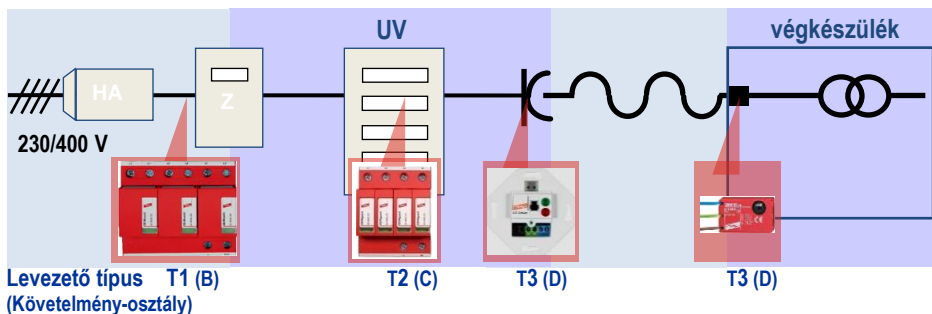 UV
végkészülék
HA
Z
230/400 V
Levezető típus T1 (B) T2 (C) T3 (D) T3 (D)
(Követelmény-osztály)